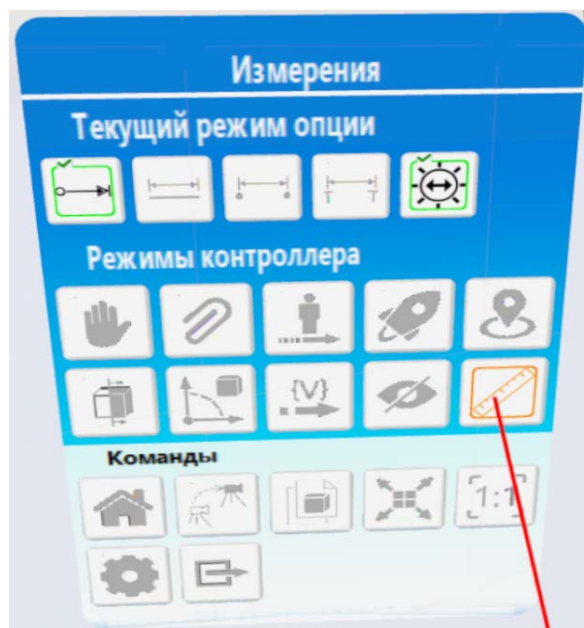 Измерения
Текущий режим опции
T T
Режимы контроллера
{V}
Команды
[1:1]